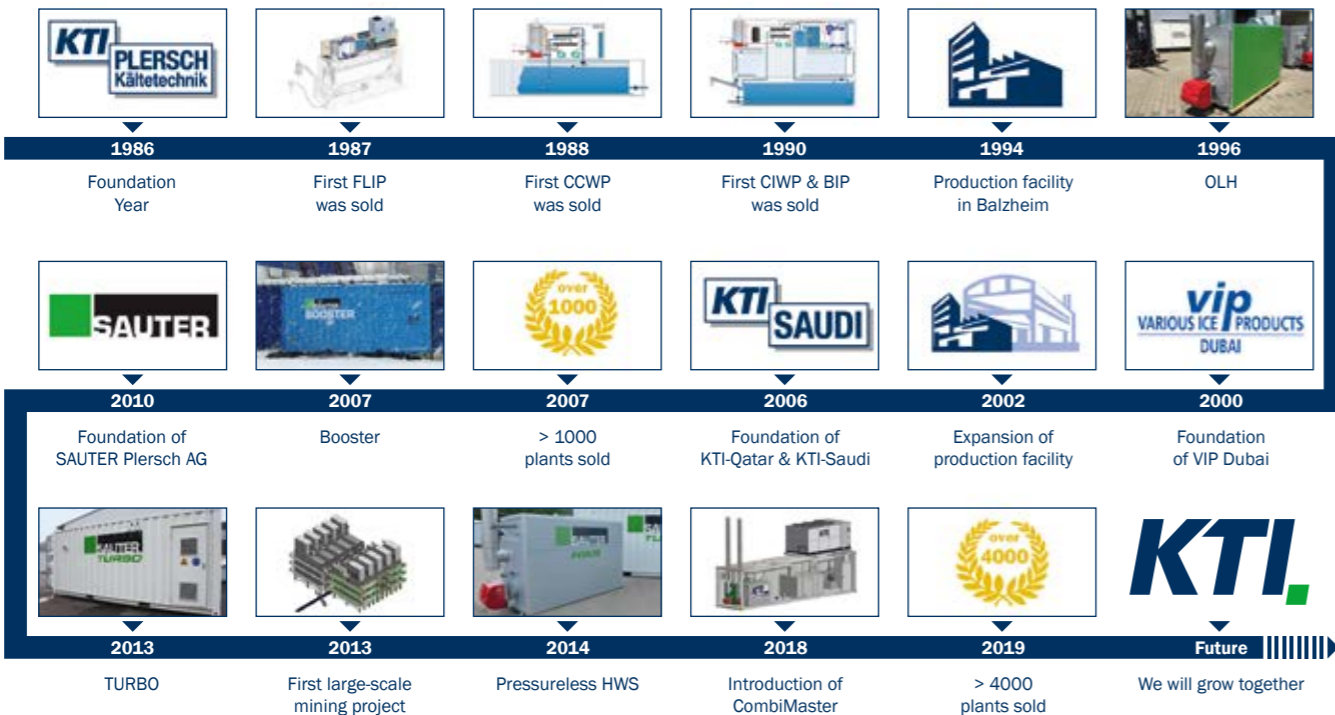 KTI
PLERSCH
Kältetechnik
1986
1987
1988
1990
1994
1996
Foundation
Year
First FLIP
was sold
First CCWP
was sold
First CIWP & BIP
was sold
Production facility
in Balzheim
OLH
SAUTER
BOOSTER
over
1000
KTI
SAUDI
vip
VARIOUS ICE PRODUCTS
DUBAI
2010
2007
2007
2006
2002
2000
Foundation of
SAUTER Plersch AG
Booster
> 1000
plants sold
Foundation of
KTI-Qatar & KTI-Saudi
Expansion of
production facility
Foundation
of VIP Dubai
SAUTER
TURBO
SAUTER
HWS
over
4000
KTI.
2013
2013
2014
2018
2019
Future
TURBO
First large-scale
mining project
Pressureless HWS
Introduction of
CombiMaster
> 4000
plants sold
We will grow together